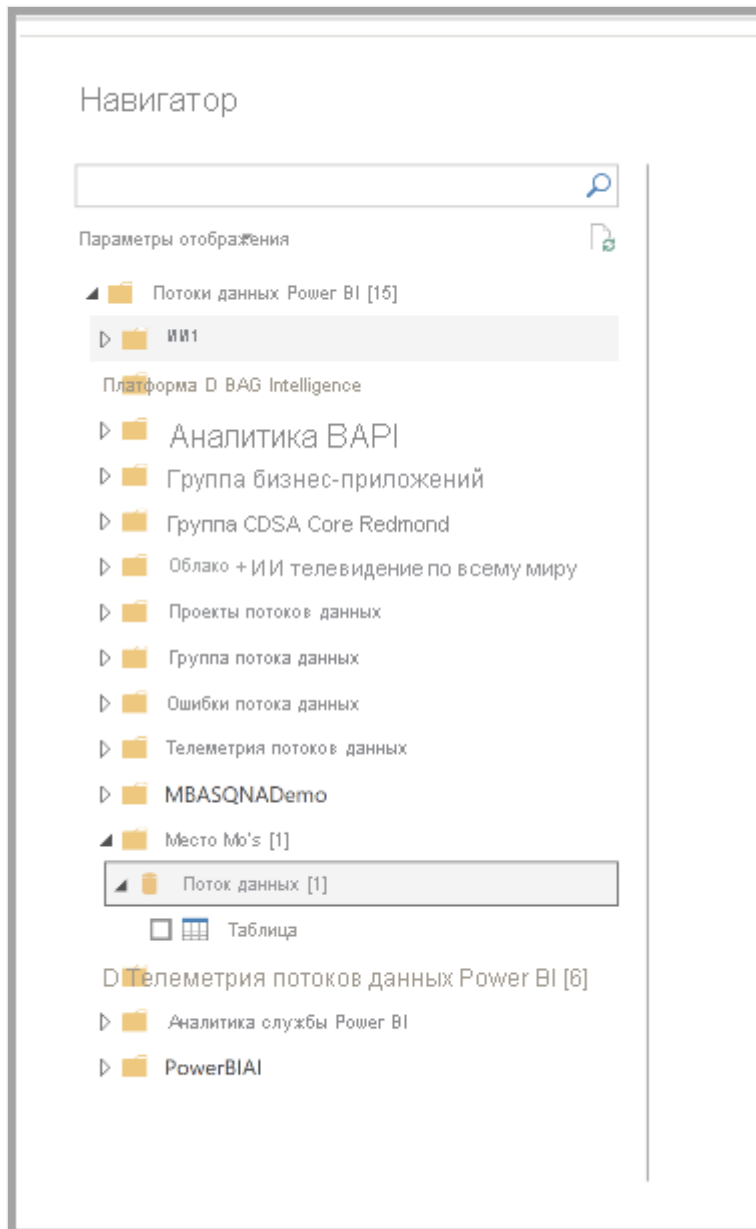 Навигатор
Параметры отображения
Потоки данных Power BI [15]
ИИ1
Платформа D BAG Intelligence
Аналитика BAPI
Группа бизнес-приложений
Группа CDSA Core Redmond
Облако + ИИ телевидение по всему миру
Проекты потоков данных
Группа потока данных
Ошибки потока данных
Телеметрия потоков данных
MBASQNADemo
Место Mo's [1]
Поток данных [1]
Таблица
D Телеметрия потоков данных Power BI [6]
Аналитика службы Power BI
PowerBIAI